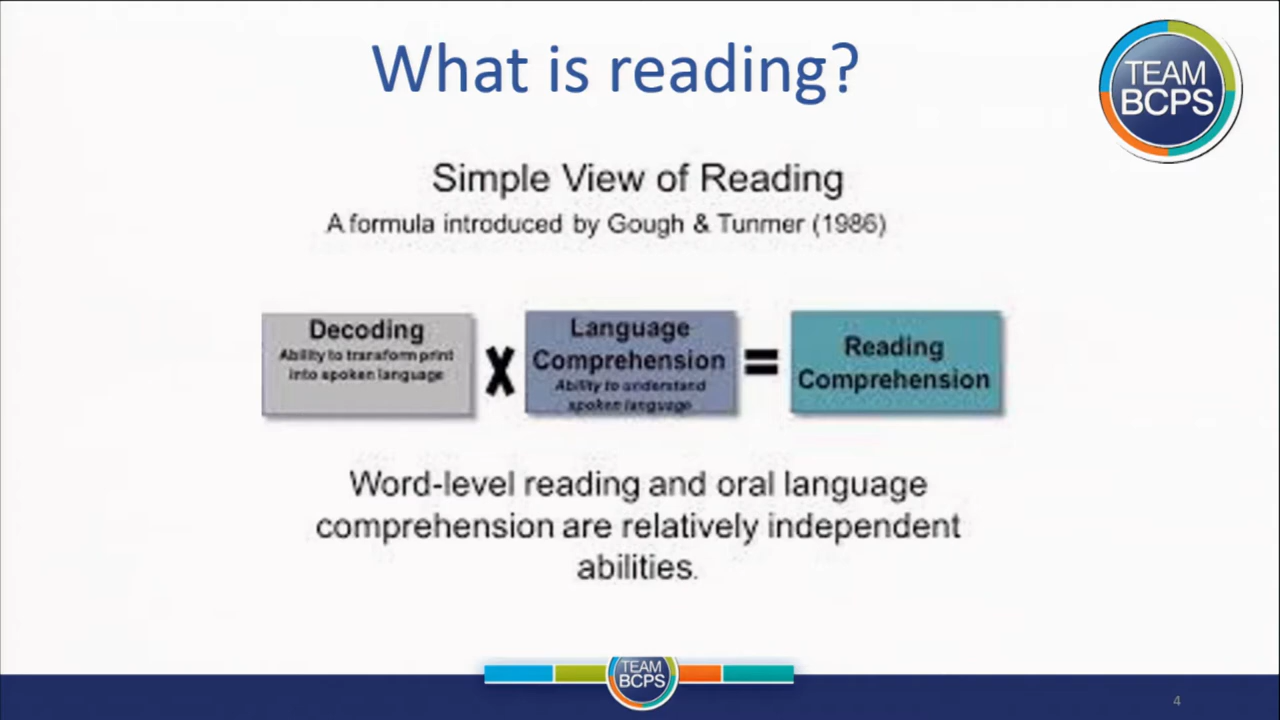 What is reading?
TEAM
BCPS
Simple View of Reading
A formula introduced by Gough & Tunmer (1986)
Decoding
Ability to transform print
into spoken language
X
Language
Comprehension
Ability to understand
spoken language
=
Reading
Comprehension
Word-level reading and oral language
comprehension are relatively independent
abilities.
TEAM
BCPS
4